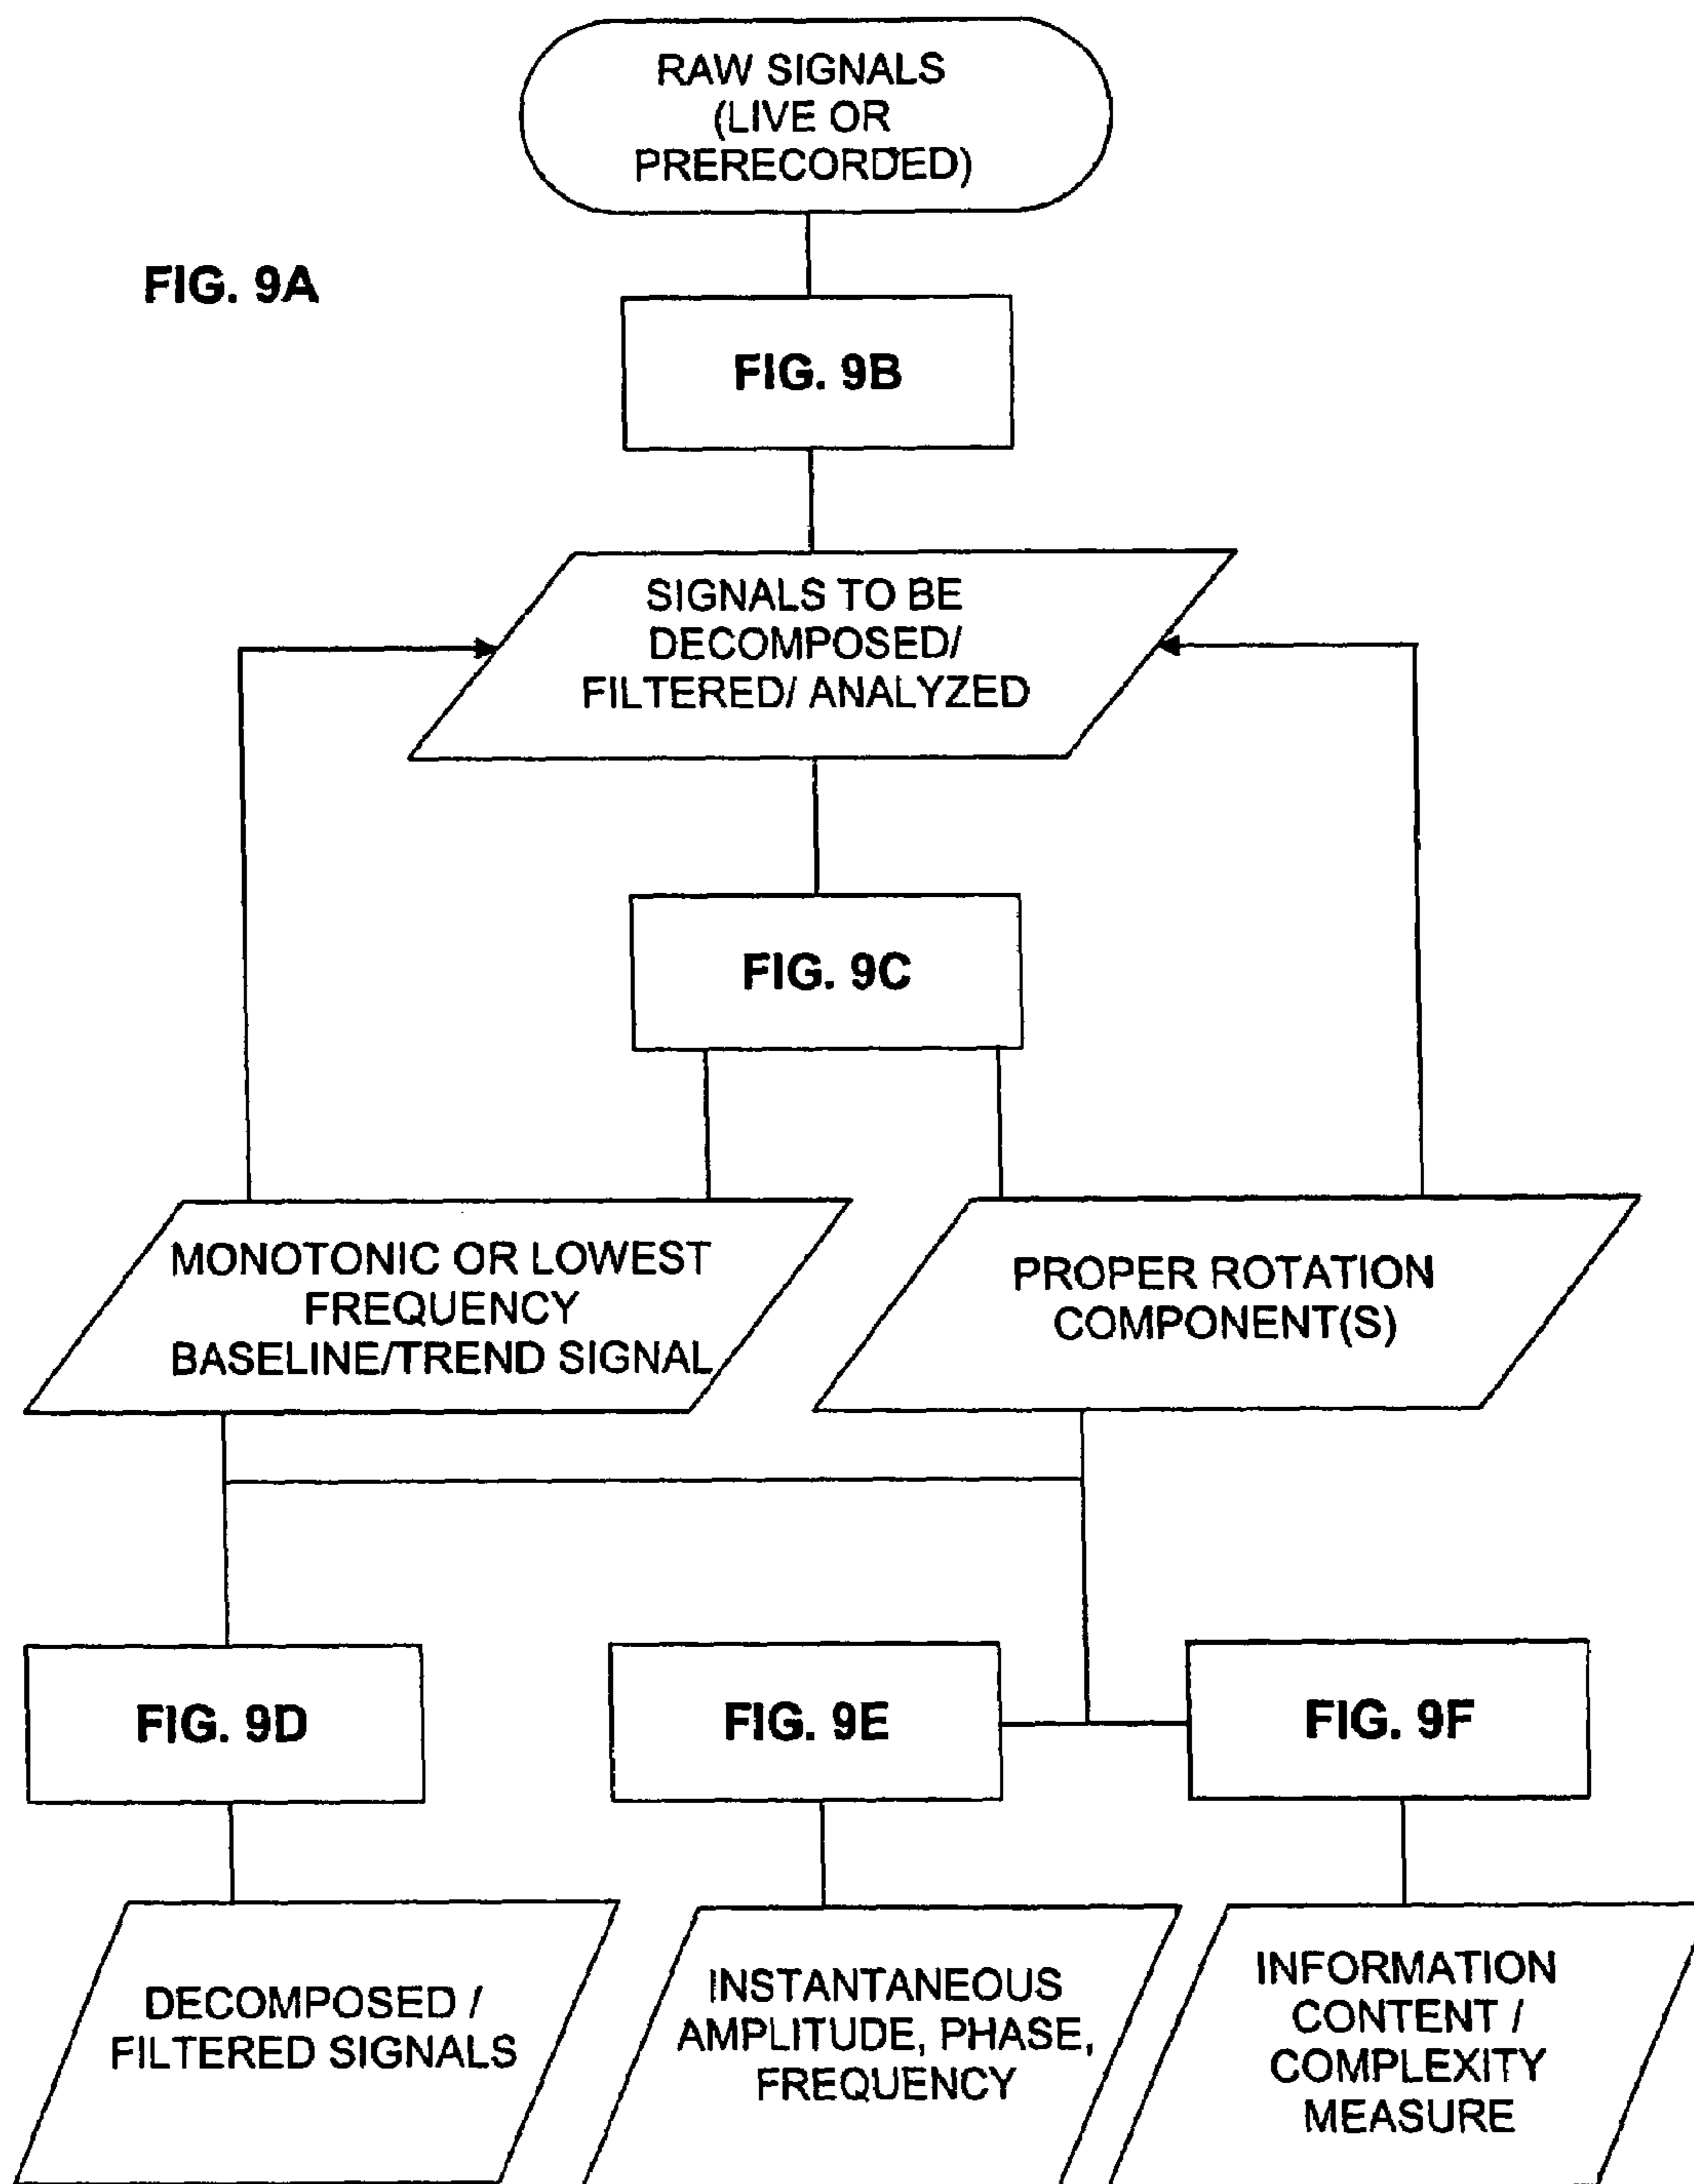 RAW SIGNALS
(LIVE OR
PRERECORDED)
FIG. 9A
FIG. 9B
SIGNALS TO BE
DECOMPOSED/
FILTERED/ ANALYZED
FIG. 9C
MONOTONIC OR LOWEST
FREQUENCY
BASELINE/TREND SIGNAL
PROPER ROTATION
COMPONENT(S)
FIG. 9D
FIG. 9E
FIG. 9F
DECOMPOSED /
FILTERED SIGNALS
INSTANTANEOUS
AMPLITUDE, PHASE,
FREQUENCY
INFORMATION
CONTENT /
COMPLEXITY
MEASURE